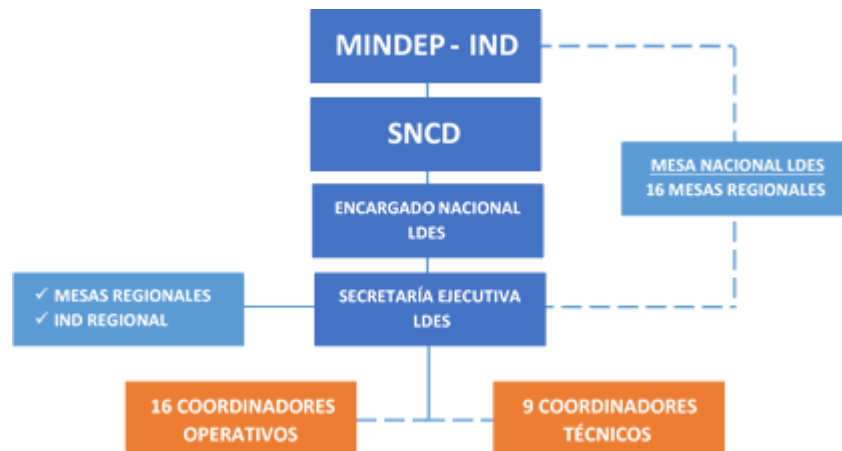 MINDEP - IND
SNCD
MESA NACIONAL LDES
16 MESAS REGIONALES
ENCARGADO NACIONAL
LDES
✓ MESAS REGIONALES
✓ IND REGIONAL
SECRETARÍA EJECUTIVA
LDES
16 COORDINADORES
OPERATIVOS
9 COORDINADORES
TÉCNICOS